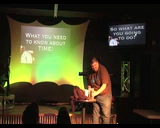 What you
need to
know about
TIME!
So what are
you going
to do?